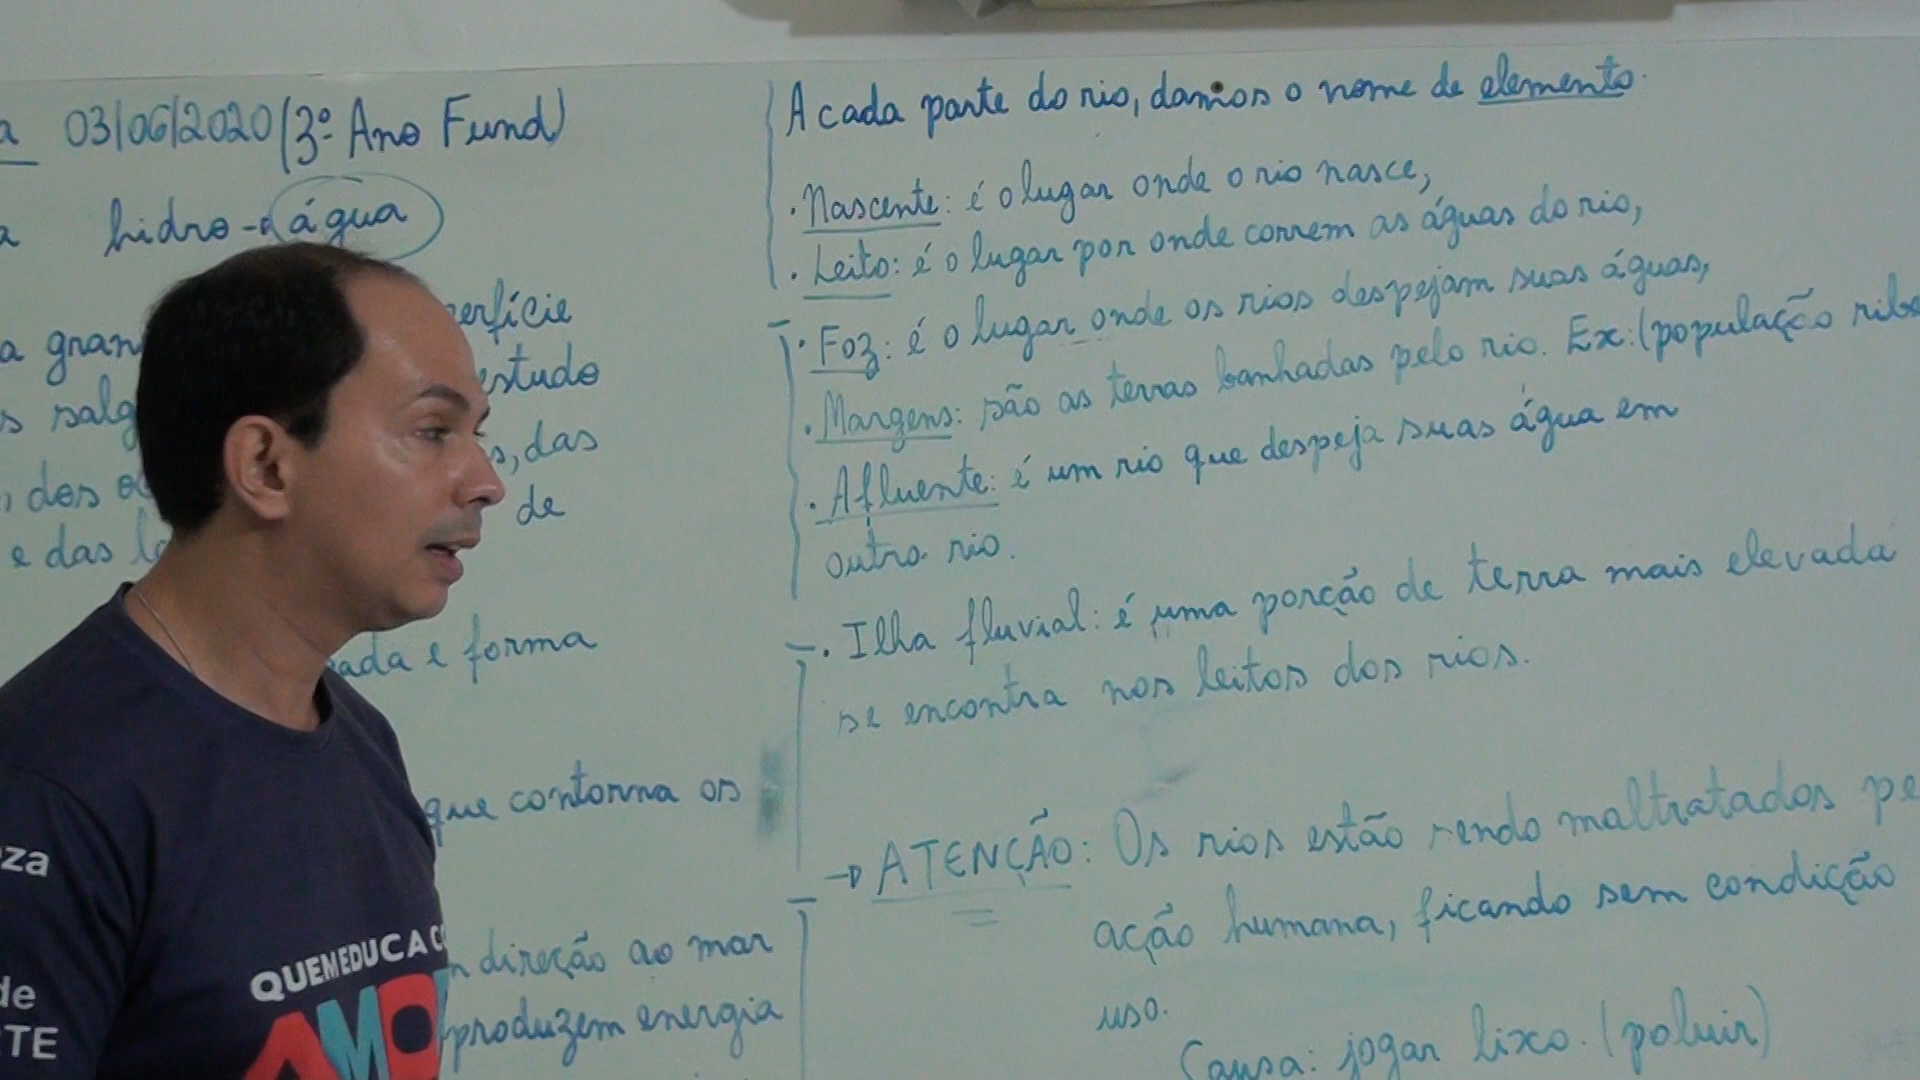 03/06/2020 (3º Ano Fund)
hidro - água
erfície
a gran
estudo
s salg
s, das
, dos
de
e das
ada e forma
que contorna os
direção ao mar
produzem energia
A cada parte do rio, damos o nome de elemento.
. Nascente: é o lugar onde o rio nasce;
. Leito: é o lugar por onde correm as águas do rio;
. Foz: é o lugar onde os rios despejam suas águas;
. Margens: são as terras banhadas pelo rio. Ex: (população ribe
. Afluente: é um rio que despeja suas água em
outro rio.
. Ilha fluvial: é uma porção de terra mais elevada
se encontra nos leitos dos rios.
→ ATENÇÃO: Os rios estão sendo maltratados pe
ação humana, ficando sem condição
uso.
Causa: jogar lixo. (poluir)
za
de
TE
QUEM EDUCA CO
AMO